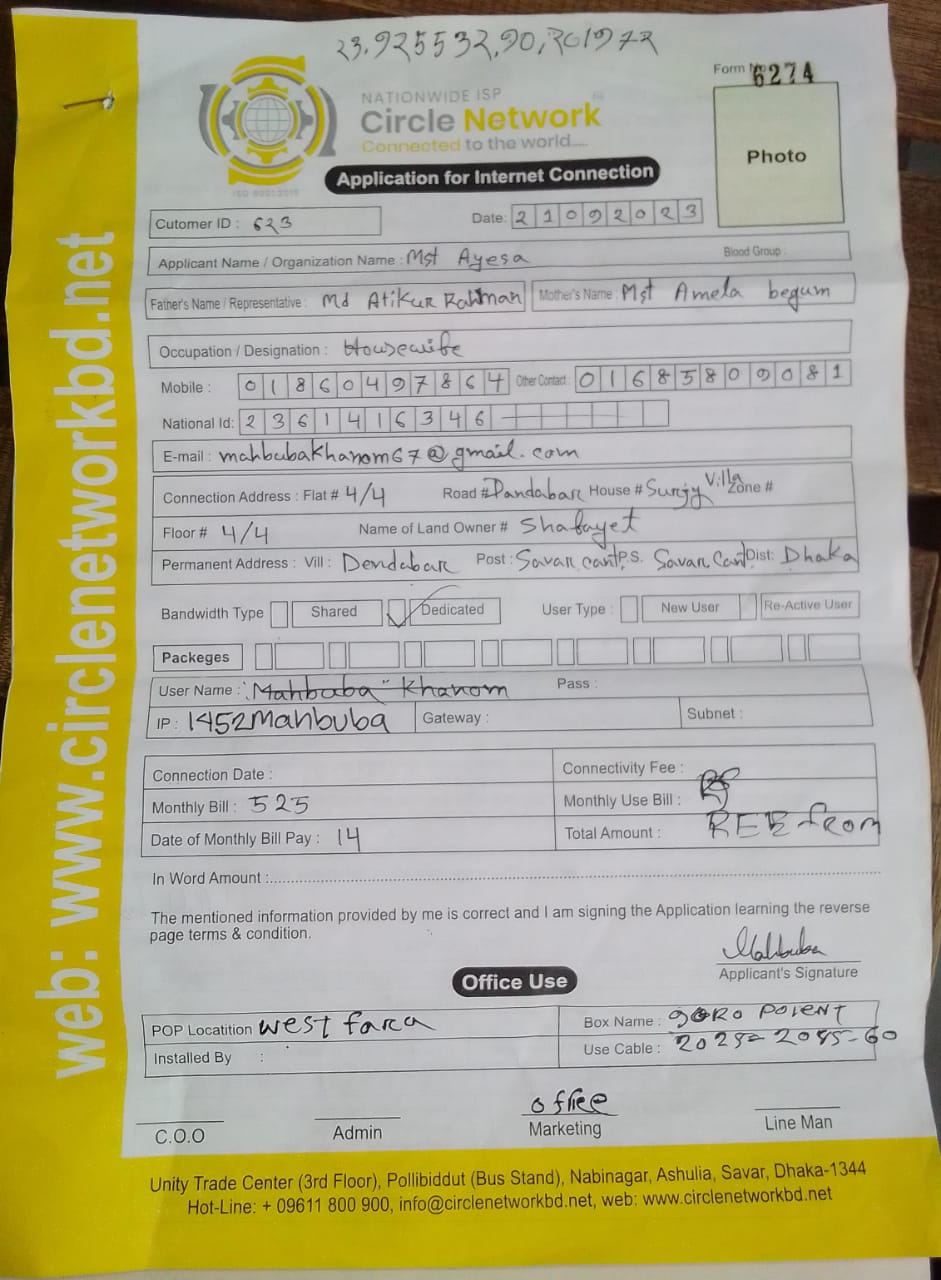 23.925532,90,
Form No 6274
NATIONWIDE ISP
Circle Network
Connected to the world.....
ISO 9001:2015
Application for Internet Connection
Photo
Cutomer ID : 623
Date: 21092023
Applicant Name / Organization Name : Mst Ayesa Blood Group :
Father's Name / Representative : Md Atikur Rahman Mother's Name : Mst Amela begum
Occupation / Designation : Housewife
Mobile : 01860497864 Other Contact : 01685809081
National Id: 2361416346
E-mail : mahbubakhanom67@gmail.com
Connection Address : Flat # 4/4 Road # Dandabar House # Surjy Villa Zone #
Floor # 4/4 Name of Land Owner # Shafayet
Permanent Address : Vill : Dendabar Post : Savar cant P.S. Savar Cant Dist: Dhaka
Bandwidth Type Shared Dedicated User Type : New User Re-Active User
Packeges
User Name : "Mahbuba" Khanom Pass :
IP : 1452Mahbuba Gateway : Subnet :
Connection Date : Connectivity Fee :
Monthly Bill : 525 Monthly Use Bill :
Date of Monthly Bill Pay : 14 Total Amount : from
In Word Amount :
The mentioned information provided by me is correct and I am signing the Application learning the reverse
page terms & condition.
Mahbuba
Applicant's Signature
Office Use
POP Locatition west Box Name :
Installed By : Use Cable :
office
C.O.O Admin Marketing Line Man
Unity Trade Center (3rd Floor), Pollibiddut (Bus Stand), Nabinagar, Ashulia, Savar, Dhaka-1344
Hot-Line: + 09611 800 900, info@circlenetworkbd.net, web: www.circlenetworkbd.net
web: www.circlenetworkbd.net